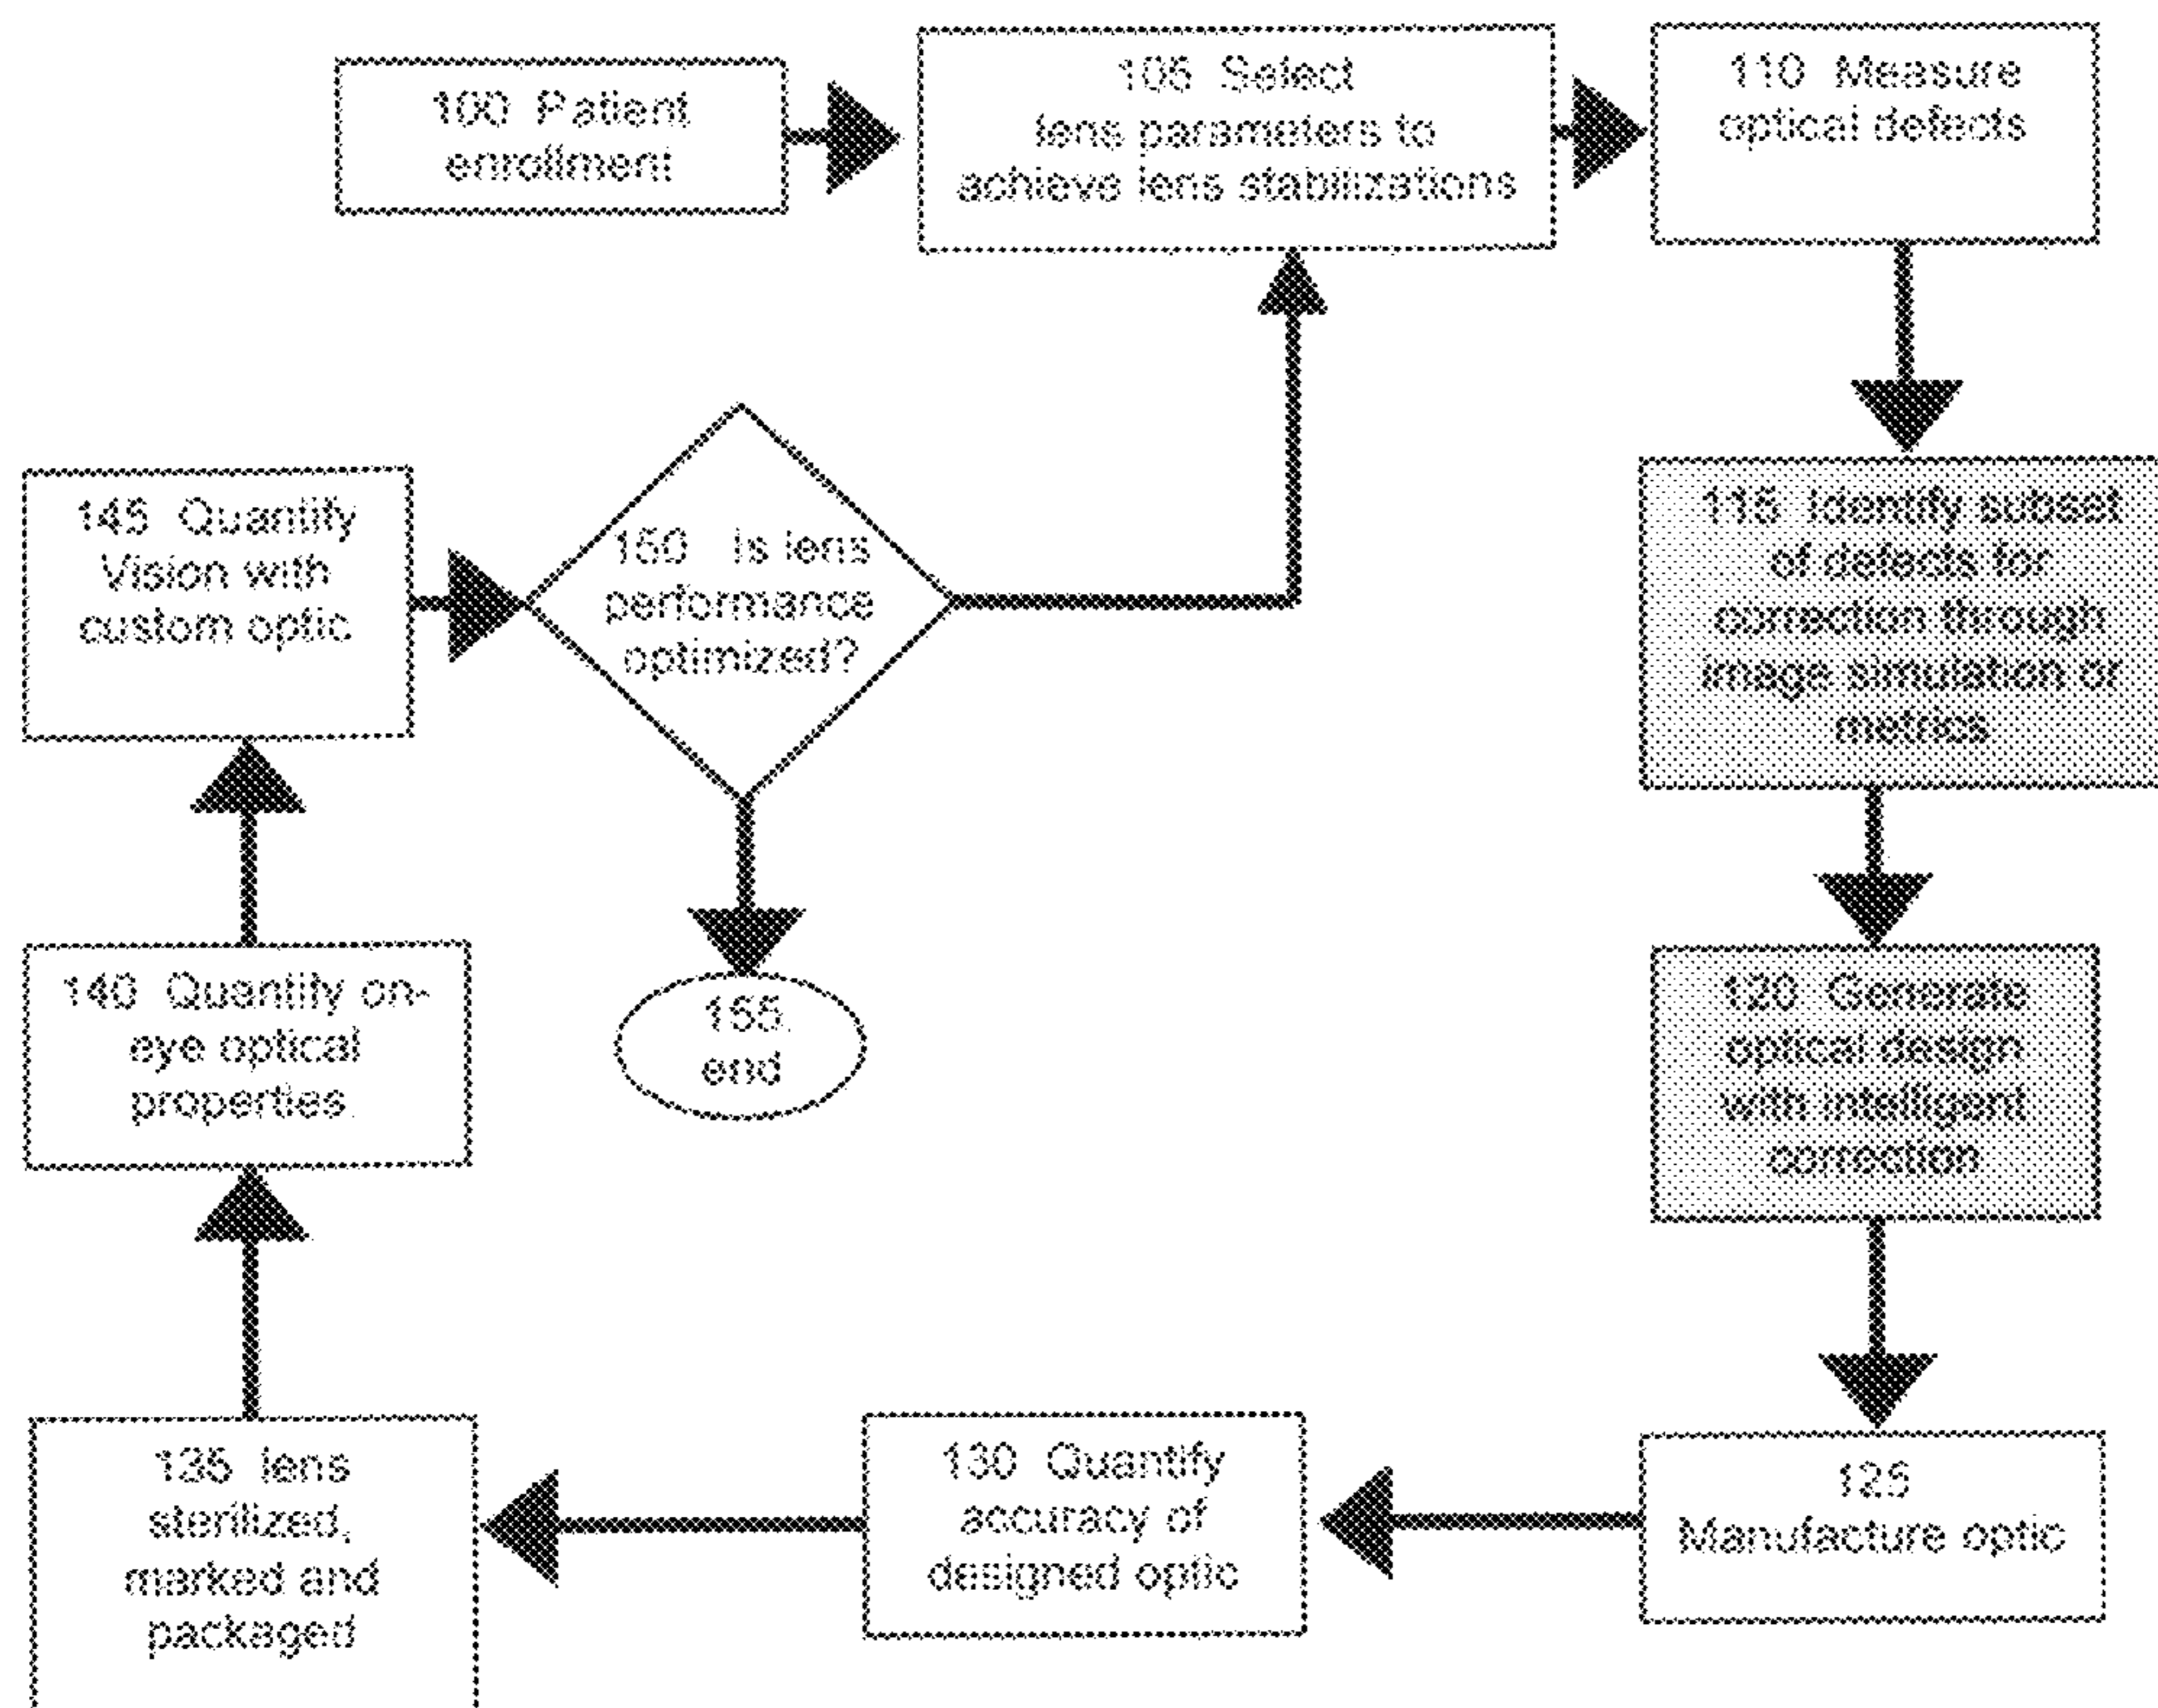 100 Patient
enrollment
105 Select
lens parameters to
achieve lens stabilizations
110 Measure
optical defects
115 Identify subset
of defects for
correction through
image simulation or
metrics
120 Generate
optical design
with intelligent
correction
125
Manufacture optic
130 Quantify
accuracy of
designed optic
135 lens
sterilized,
marked and
packaged
140 Quantify on-
eye optical
properties
145 Quantify
Vision with
custom optic
150 Is lens
performance
optimized?
155
end